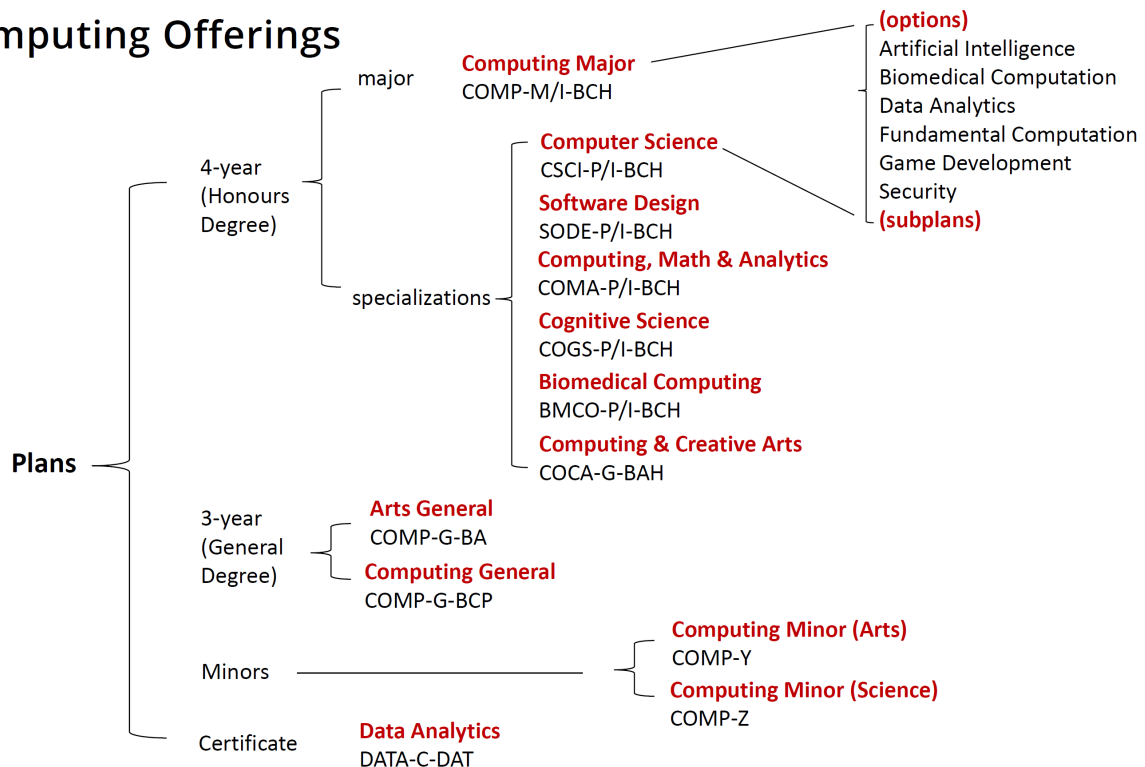 mputing Offerings
major
Computing Major
COMP-M/I-BCH
(options)
Artificial Intelligence
Biomedical Computation
Data Analytics
Fundamental Computation
Game Development
Security
(subplans)
4-year
(Honours
Degree)
specializations
Computer Science
CSCI-P/I-BCH
Software Design
SODE-P/I-BCH
Computing, Math & Analytics
COMA-P/I-BCH
Cognitive Science
COGS-P/I-BCH
Biomedical Computing
BMCO-P/I-BCH
Computing & Creative Arts
COCA-G-BAH
Plans
3-year
(General
Degree)
Arts General
COMP-G-BA
Computing General
COMP-G-BCP
Minors
Computing Minor (Arts)
COMP-Y
Computing Minor (Science)
COMP-Z
Certificate
Data Analytics
DATA-C-DAT